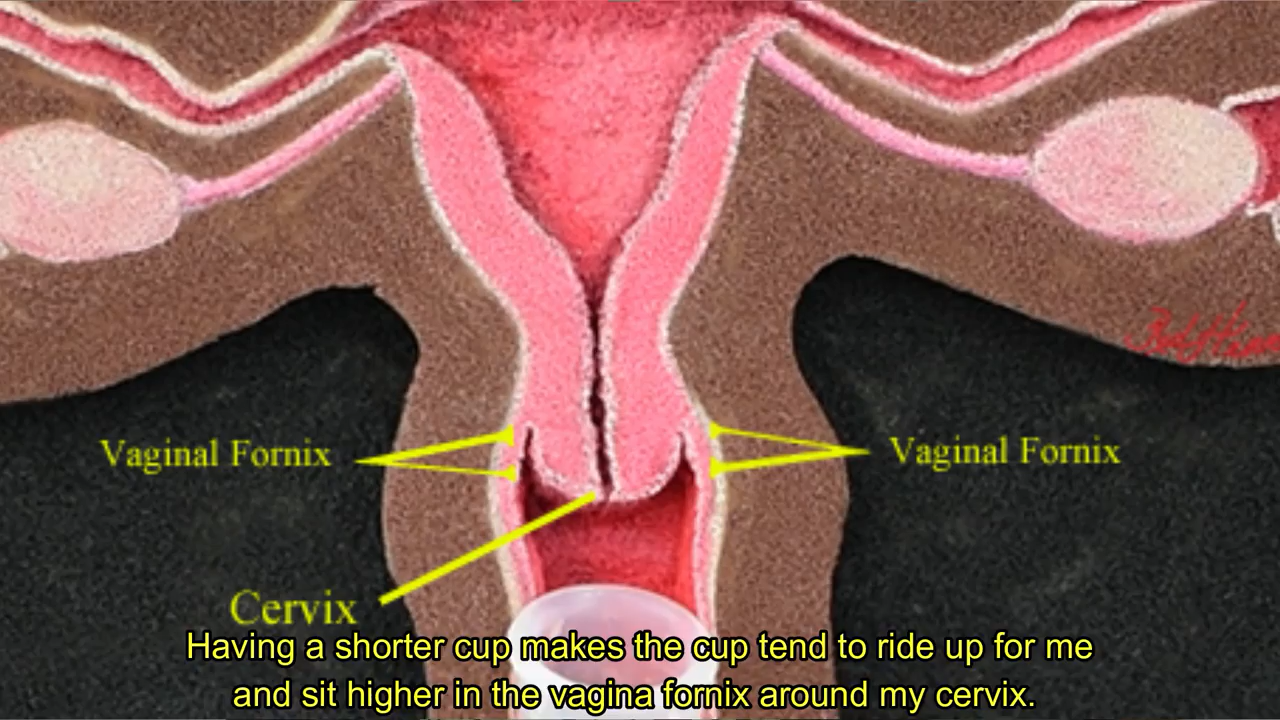 Vaginal Fornix
Vaginal Fornix
Cervix
Having a shorter cup makes the cup tend to ride up for me
and sit higher in the vagina fornix around my cervix.